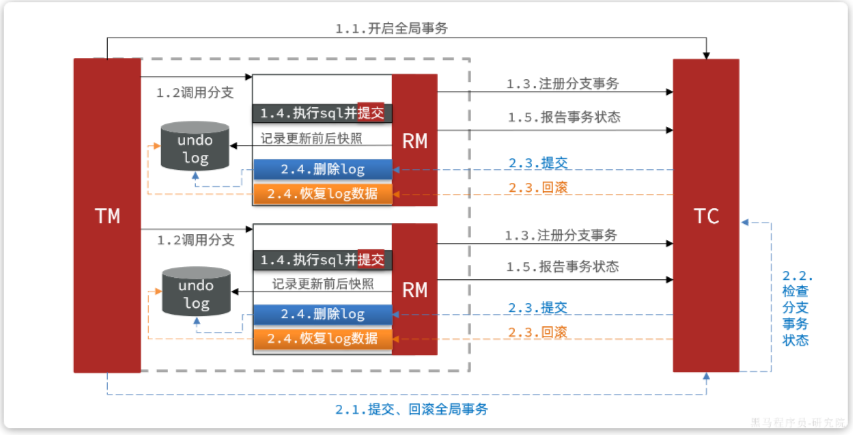 1.1.开启全局事务
TM
1.2调用分支
1.4.执行sql并提交
记录更新前后快照
undo
log
2.4.删除log
2.4.恢复log数据
RM
1.3.注册分支事务
1.5.报告事务状态
2.3.提交
2.3.回滚
TC
1.2调用分支
1.4.执行sql并提交
记录更新前后快照
undo
log
2.4.删除log
2.4.恢复log数据
RM
1.3.注册分支事务
1.5.报告事务状态
2.3.提交
2.3.回滚
2.2.
检查
分支
事务
状态
2.1.提交、回滚全局事务
黑马程序员-研究院